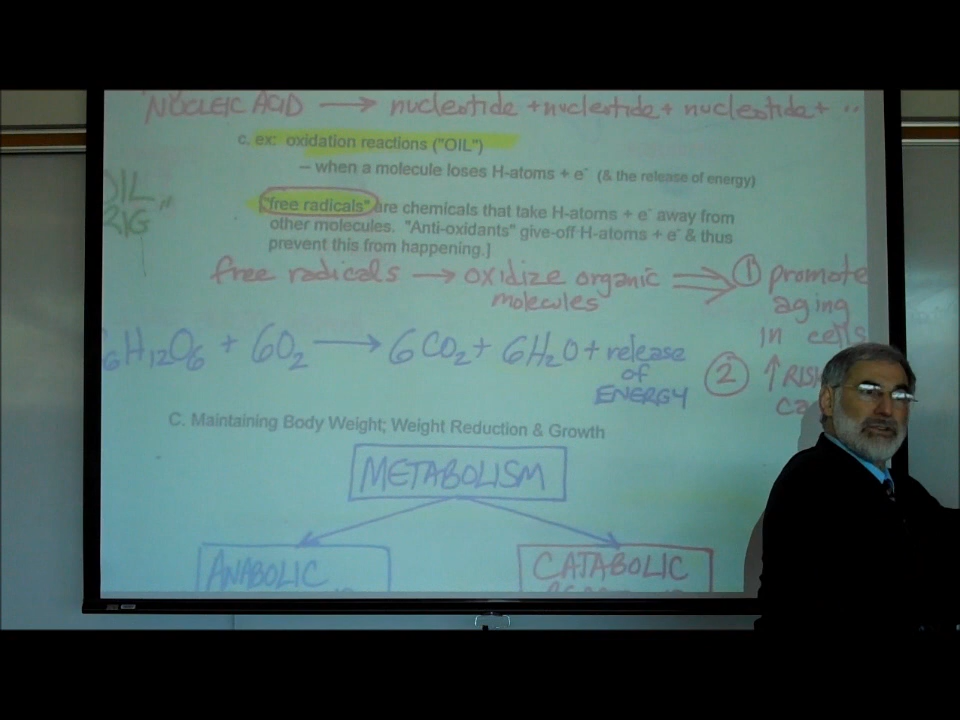 NUCLEIC ACID → nucleotide + nucleotide + nucleotide + ...
c. ex: oxidation reactions ("OIL")
– when a molecule loses H-atoms + e⁻ (& the release of energy)
OIL
RIG
["free radicals" are chemicals that take H-atoms + e⁻ away from
other molecules. "Anti-oxidants" give-off H-atoms + e⁻ & thus
prevent this from happening.]
free radicals → oxidize organic ⇒ ① promote
molecules
aging
in cells
6H12O6 + 6O2 → 6CO2 + 6H2O + release
of
ENERGY
② ↑ RIS
ca
C. Maintaining Body Weight; Weight Reduction & Growth
METABOLISM
ANABOLIC
CATABOLIC